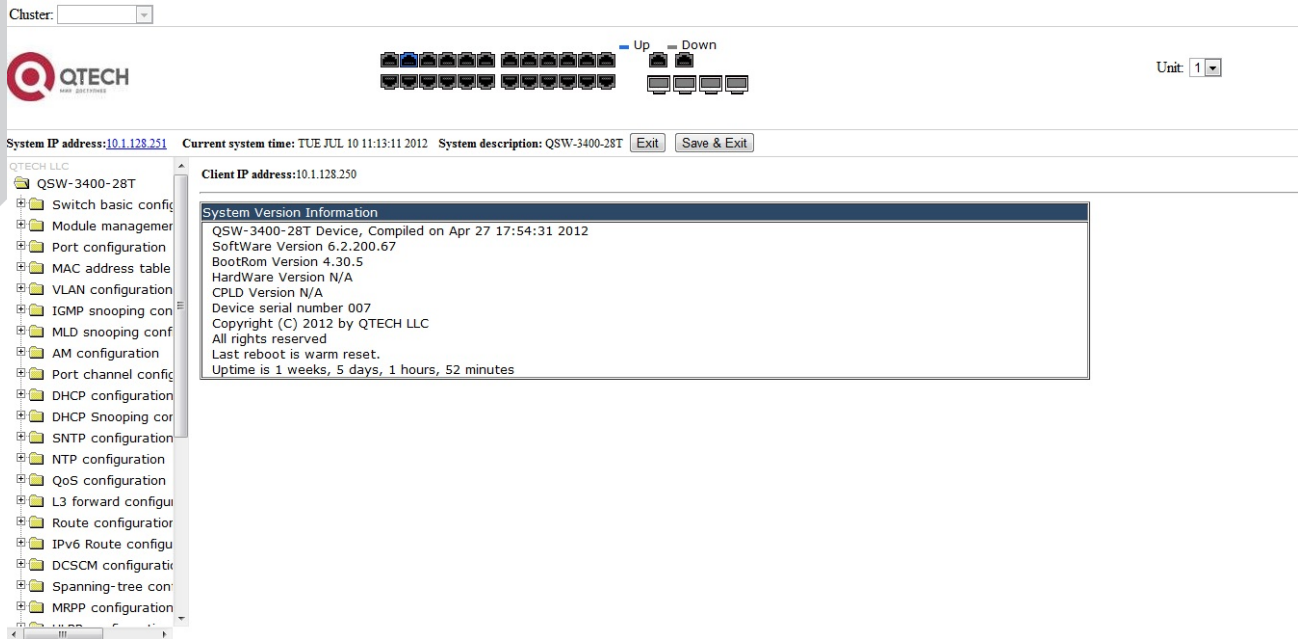 Cluster:
Up Down
QTECH
МИР ДОСТУПНЕЕ
Unit: 1
System IP address:10.1.128.251 Current system time: TUE JUL 10 11:13:11 2012 System description: QSW-3400-28T Exit Save & Exit
QTECH LLC
QSW-3400-28T
Switch basic config
Module managemen
Port configuration
MAC address table
VLAN configuration
IGMP snooping con
MLD snooping conf
AM configuration
Port channel config
DHCP configuration
DHCP Snooping con
SNTP configuration
NTP configuration
QoS configuration
L3 forward configur
Route configuration
IPv6 Route configu
DCSCM configuratio
Spanning-tree conf
MRPP configuration
Client IP address:10.1.128.250
System Version Information
QSW-3400-28T Device, Compiled on Apr 27 17:54:31 2012
SoftWare Version 6.2.200.67
BootRom Version 4.30.5
HardWare Version N/A
CPLD Version N/A
Device serial number 007
Copyright (C) 2012 by QTECH LLC
All rights reserved
Last reboot is warm reset.
Uptime is 1 weeks, 5 days, 1 hours, 52 minutes